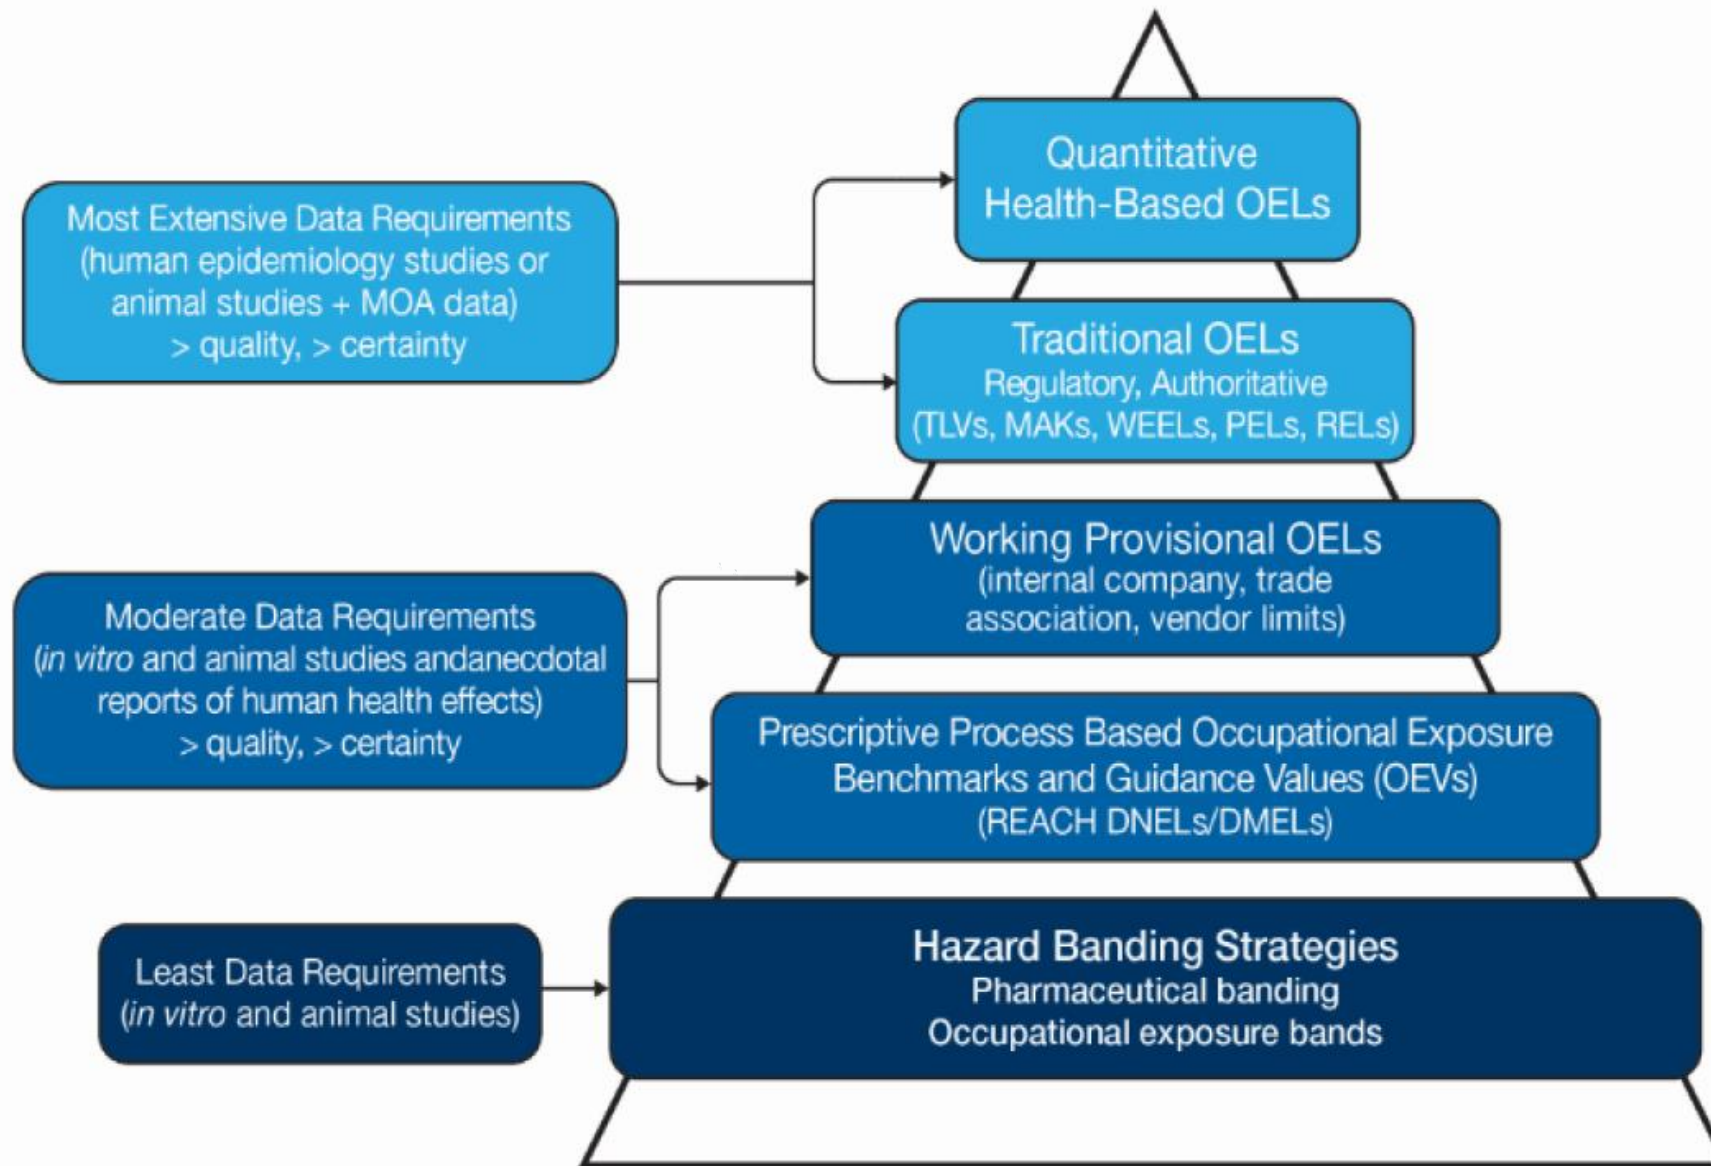 Quantitative
Health-Based OELs
Most Extensive Data Requirements
(human epidemiology studies or
animal studies + MOA data)
> quality, > certainty
Traditional OELs
Regulatory, Authoritative
(TLVs, MAKs, WEELs, PELs, RELs)
Working Provisional OELs
(internal company, trade
association, vendor limits)
Moderate Data Requirements
(in vitro and animal studies andanecdotal
reports of human health effects)
> quality, > certainty
Prescriptive Process Based Occupational Exposure
Benchmarks and Guidance Values (OEVs)
(REACH DNELs/DMELs)
Least Data Requirements
(in vitro and animal studies)
Hazard Banding Strategies
Pharmaceutical banding
Occupational exposure bands